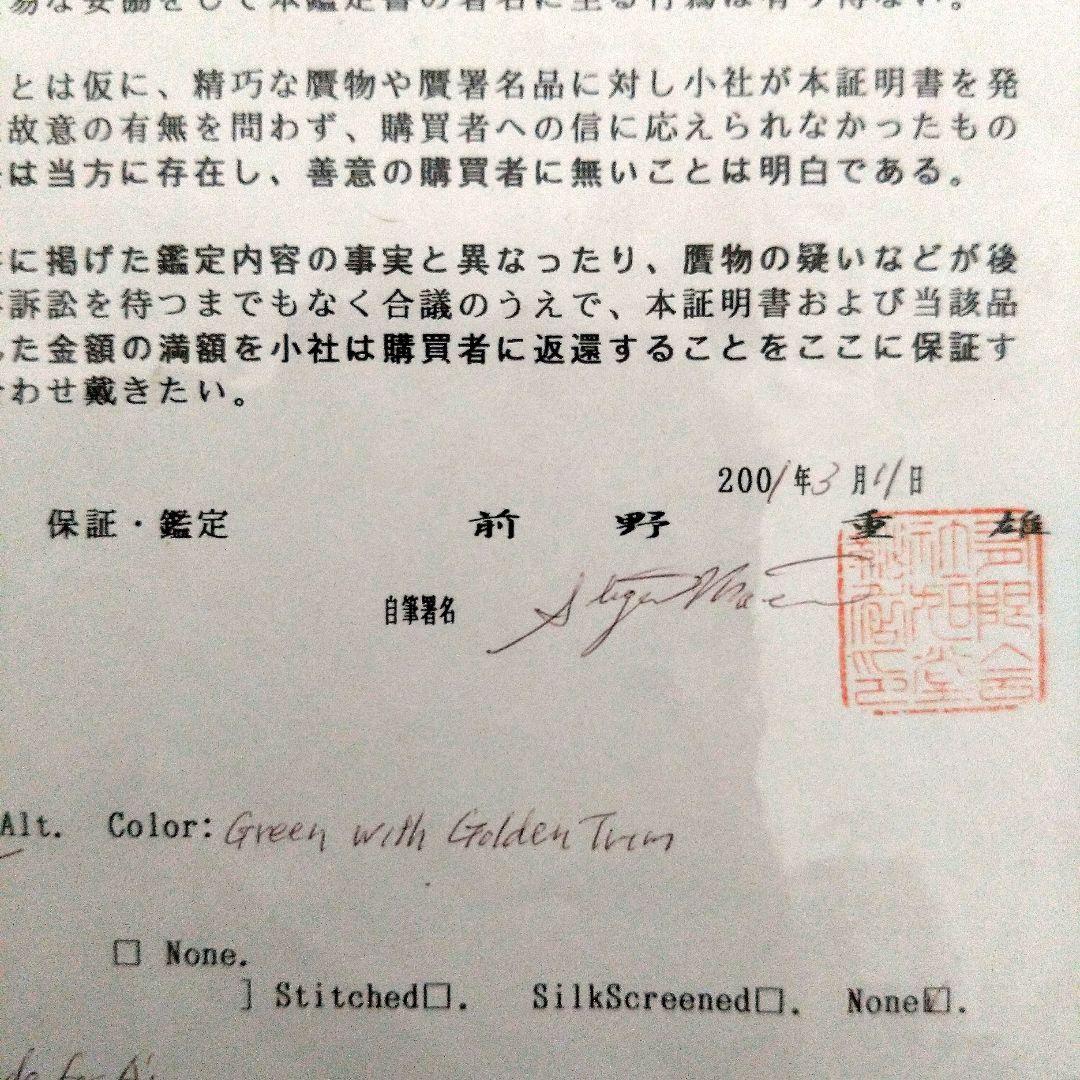 易な妥協をして本鑑定書の署名に至る行為は有り得ない。
とは仮に、精巧な贋物や贋署名品に対し小社が本証明書を発
故意の有無を問わず、購買者への信に応えられなかったもの
は当方に存在し、善意の購買者に無いことは明白である。
に掲げた鑑定内容の事実と異なったり、贋物の疑いなどが後
訴訟を待つまでもなく合議のうえで、本証明書および当該品
た金額の満額を小社は購買者に返還することをここに保証す
わせ戴きたい。
2001年3月11日
保証・鑑定 前野 重雄
自筆署名
Alt. Color: Green with Golden Trim
□ None.
] Stitched□. SilkScreened□. None☑.
for A's